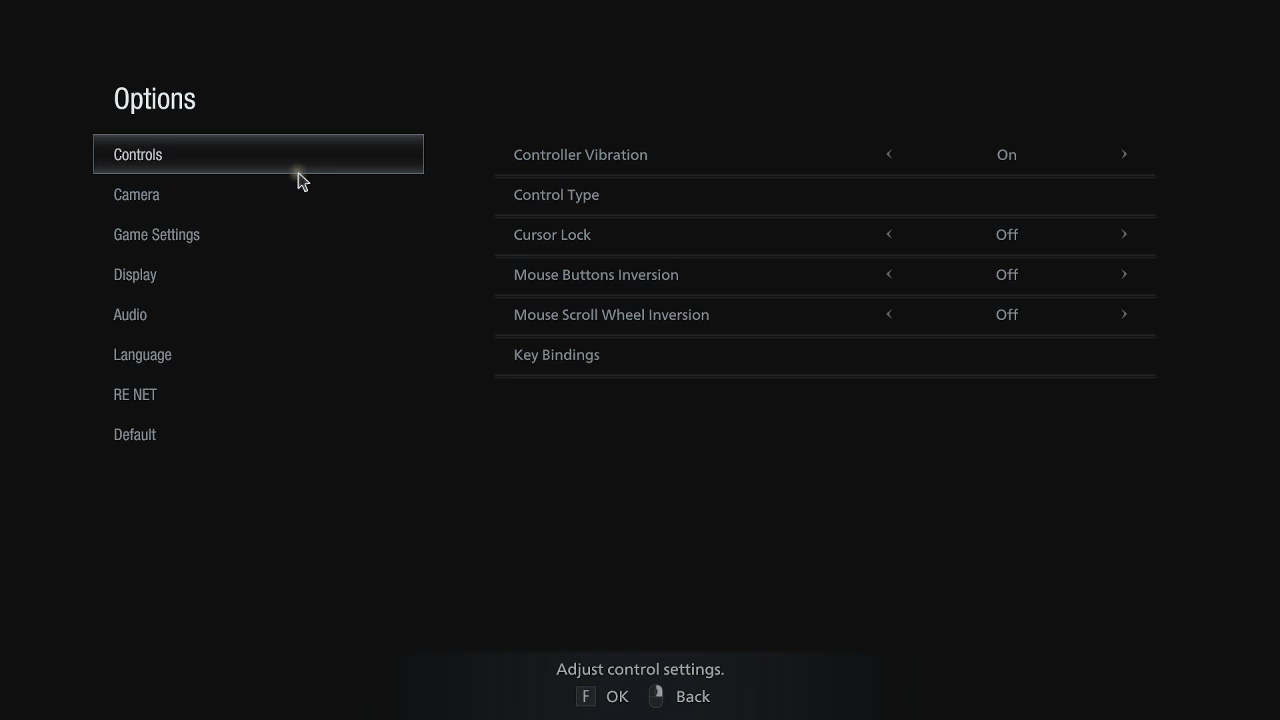 Options
Controls
Camera
Game Settings
Display
Audio
Language
RE NET
Default
Controller Vibration On
Control Type
Cursor Lock Off
Mouse Buttons Inversion Off
Mouse Scroll Wheel Inversion Off
Key Bindings
Adjust control settings.
F OK Back